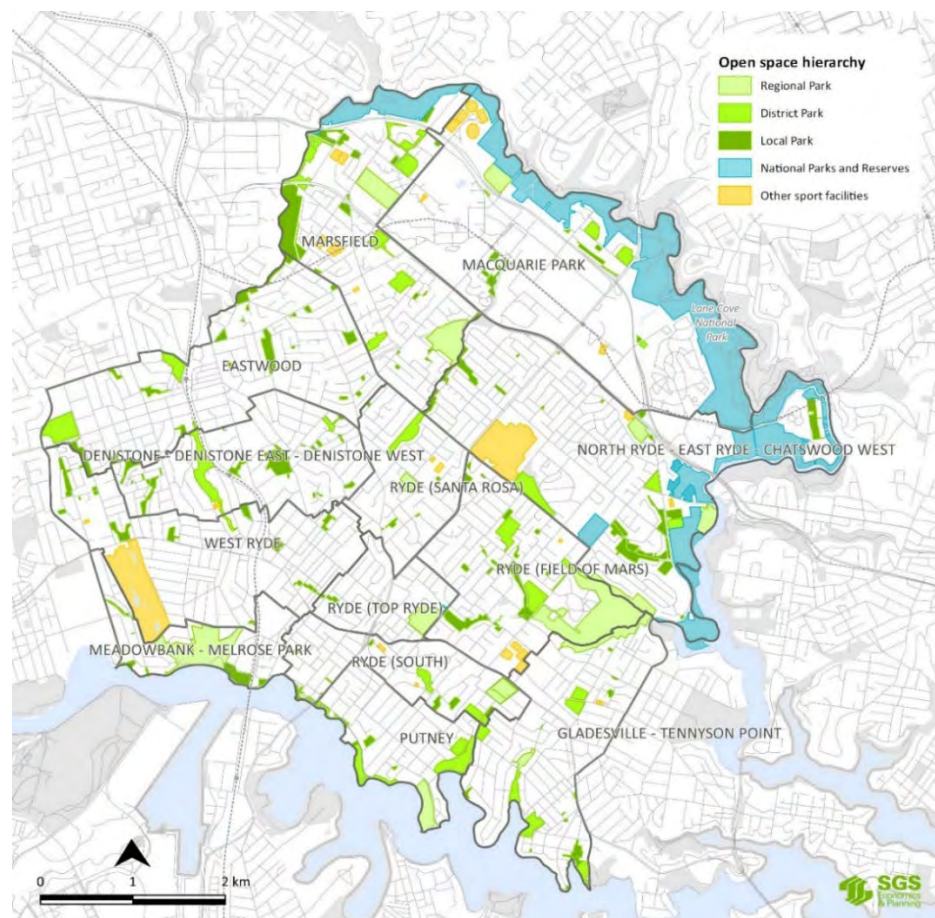 Open space hierarchy
Regional Park
District Park
Local Park
National Parks and Reserves
Other sport facilities
MARSFIELD
MACQUARIE PARK
Lane Cove
National
Park
EASTWOOD
DENISTONE - DENISTONE EAST - DENISTONE WEST
NORTH RYDE - EAST RYDE - CHATSWOOD WEST
RYDE (SANTA ROSA)
WEST RYDE
RYDE (FIELD OF MARS)
RYDE (TOP RYDE)
MEADOWBANK - MELROSE PARK
RYDE (SOUTH)
PUTNEY
GLADESVILLE - TENNYSON POINT
0 1 2 km
SGS
Economics
& Planning